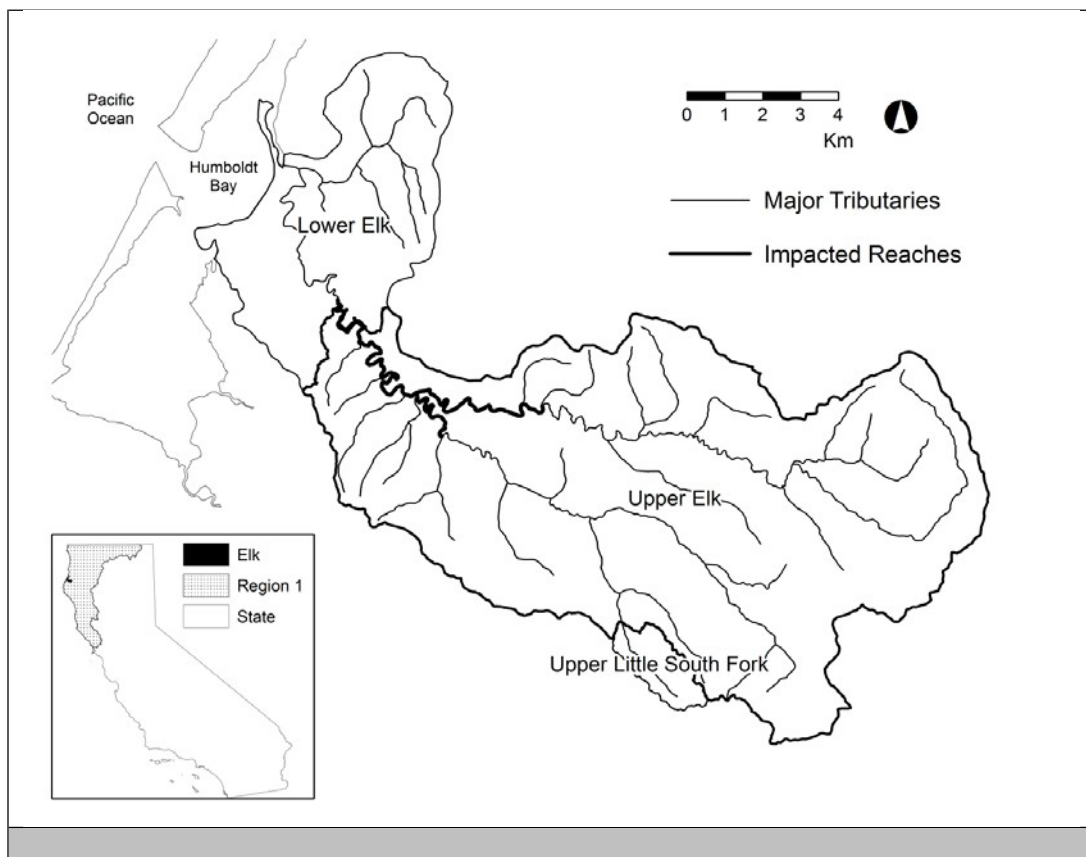 Pacific
Ocean
Humboldt
Bay
Lower Elk
0 1 2 3 4
Km
Major Tributaries
Impacted Reaches
Upper Elk
Upper Little South Fork
Elk
Region 1
State